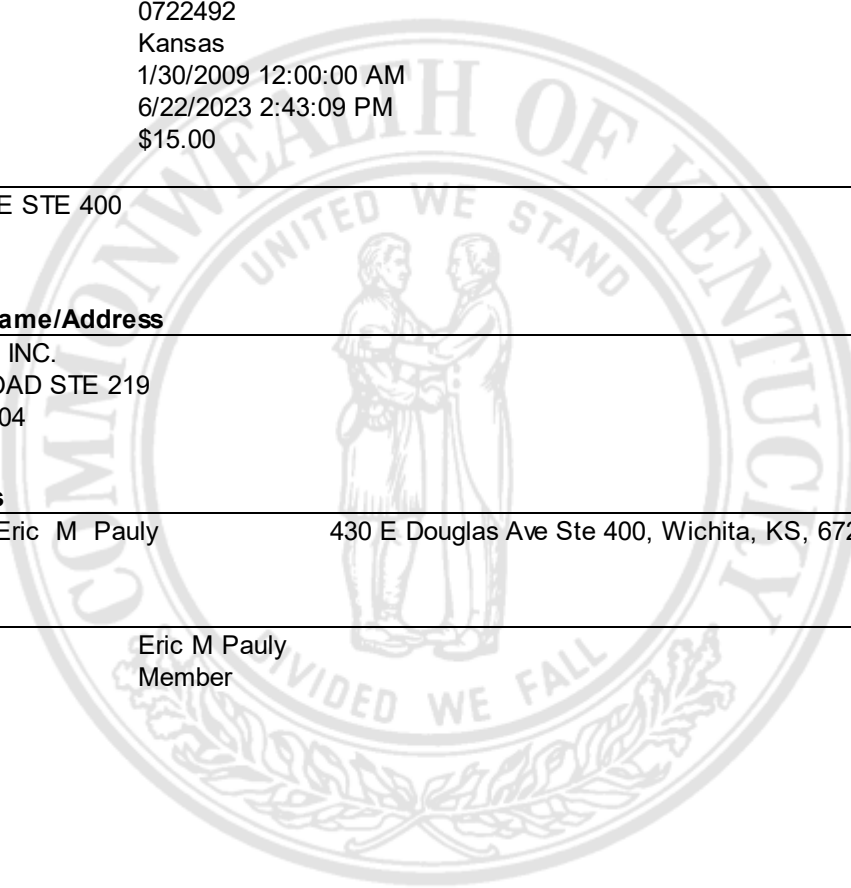 0722492
Kansas
1/30/2009 12:00:00 AM
6/22/2023 2:43:09 PM
$15.00
E STE 400
ame/Address
INC.
OAD STE 219
04
s
Eric M Pauly 430 E Douglas Ave Ste 400, Wichita, KS, 672
Eric M Pauly
Member
COMMONWEALTH OF KENTUCKY
UNITED WE STAND
DIVIDED WE FALL